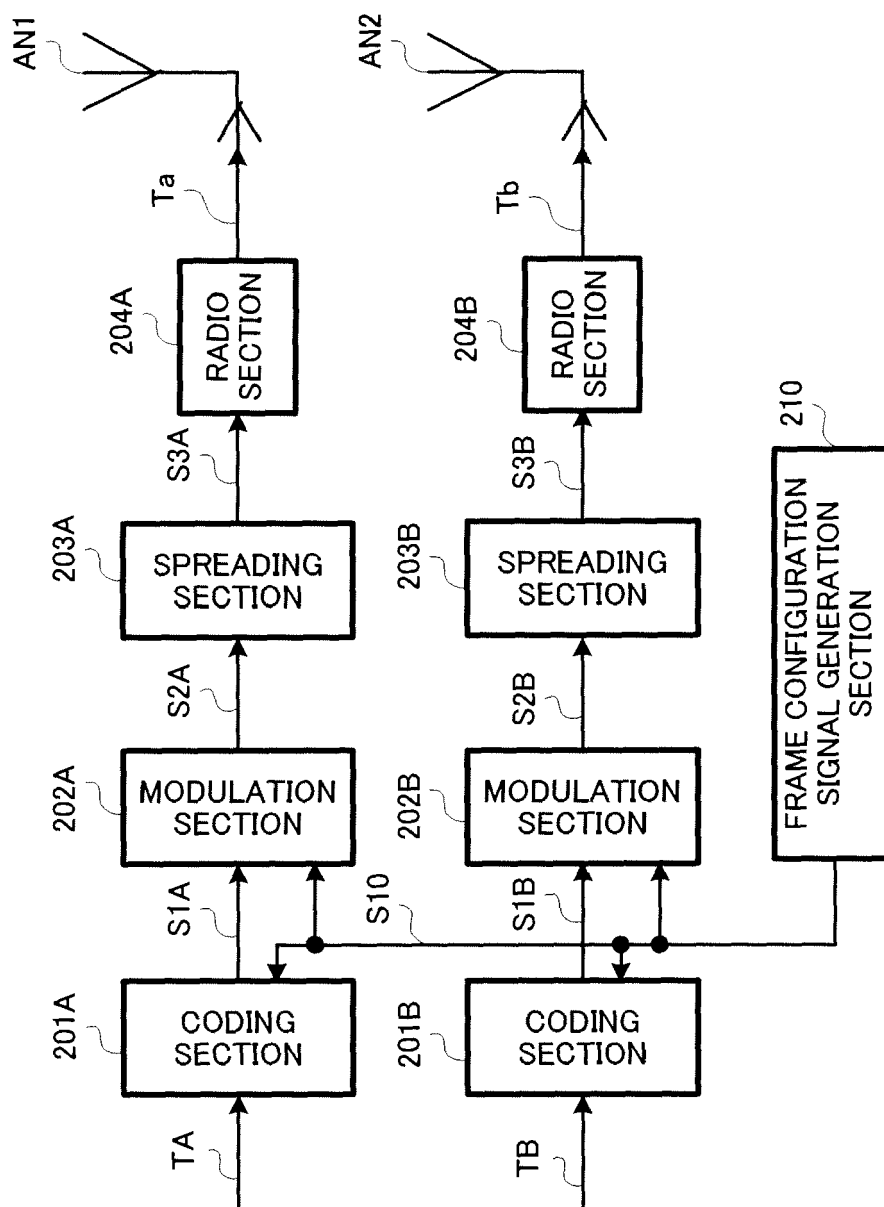 TA
201A
CODING
SECTION
S1A
202A
MODULATION
SECTION
S2A
203A
SPREADING
SECTION
S3A
204A
RADIO
SECTION
Ta
AN1
TB
201B
CODING
SECTION
S10
S1B
202B
MODULATION
SECTION
S2B
203B
SPREADING
SECTION
S3B
204B
RADIO
SECTION
Tb
AN2
210
FRAME CONFIGURATION
SIGNAL GENERATION
SECTION